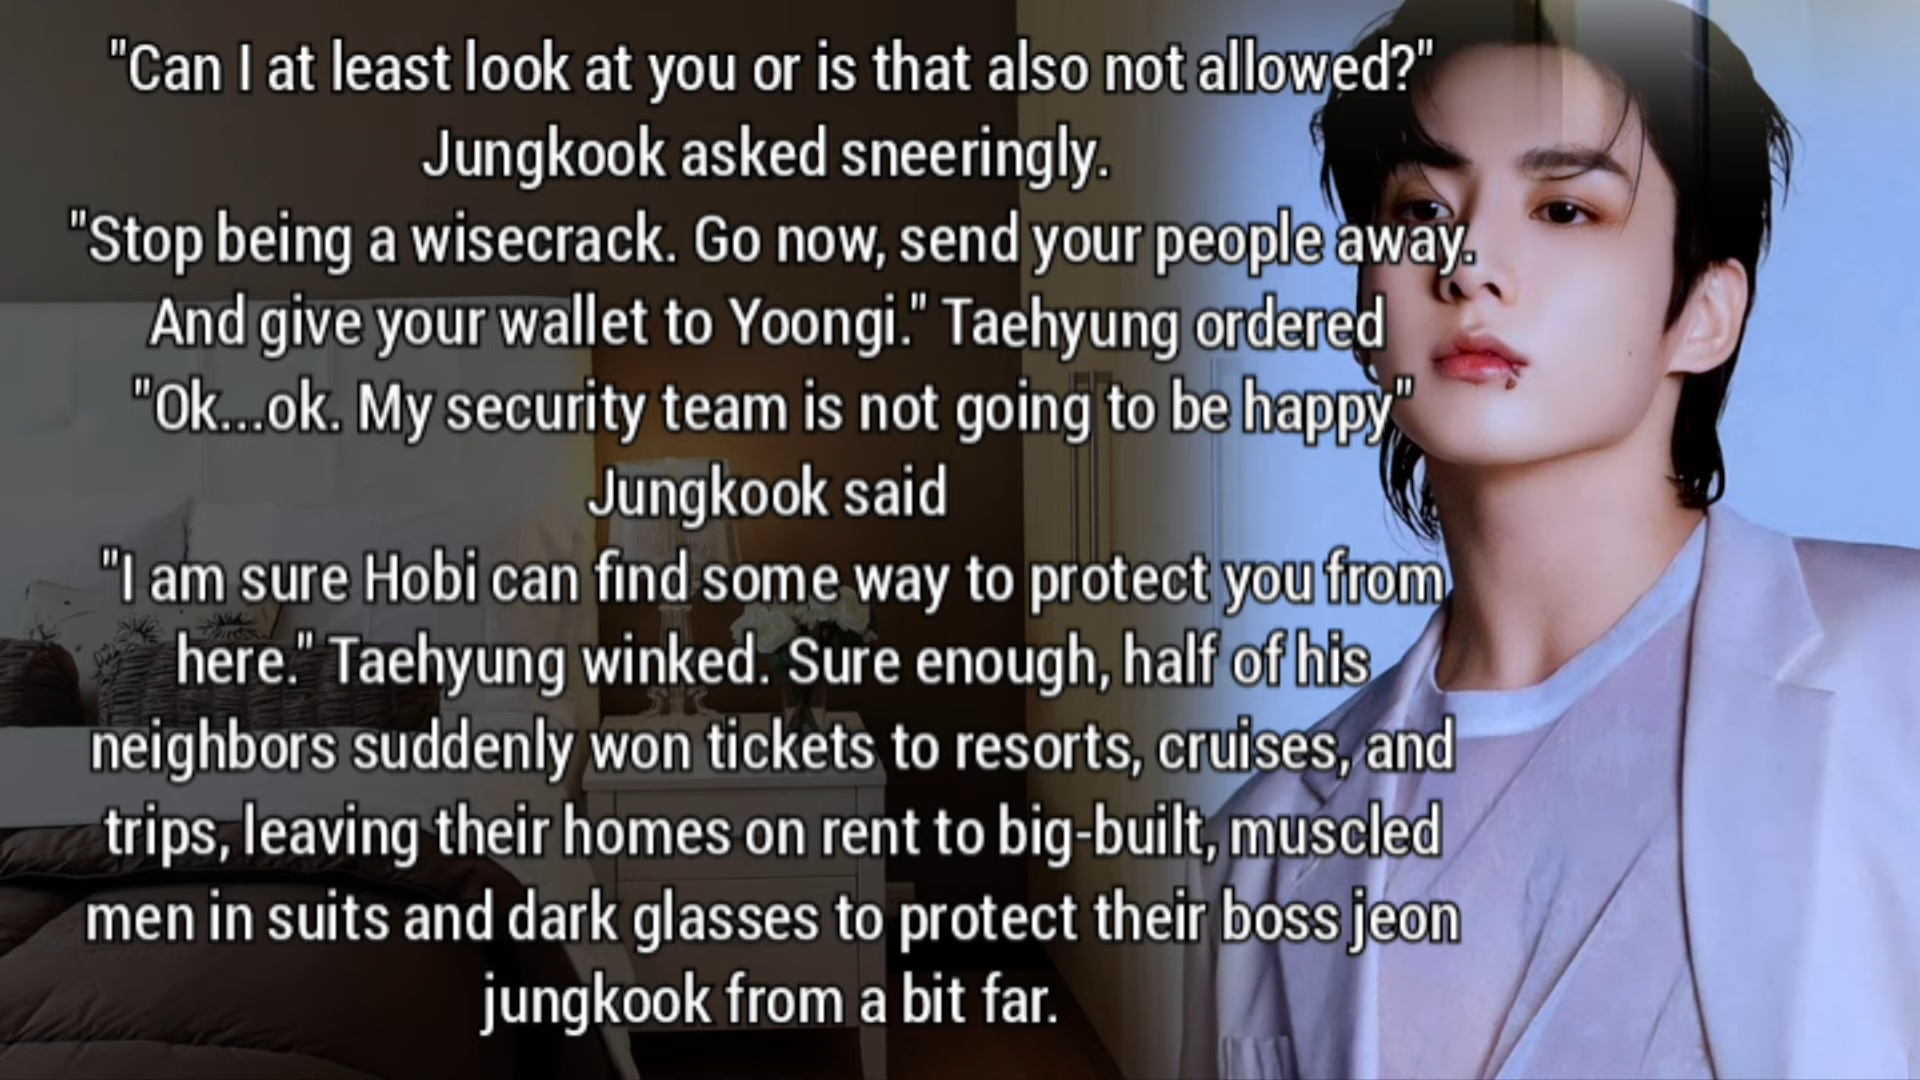 "Can I at least look at you or is that also not allowed?"
Jungkook asked sneeringly.
"Stop being a wisecrack. Go now, send your people away.
And give your wallet to Yoongi." Taehyung ordered
"Ok...ok. My security team is not going to be happy"
Jungkook said
"I am sure Hobi can find some way to protect you from
here." Taehyung winked. Sure enough, half of his
neighbors suddenly won tickets to resorts, cruises, and
trips, leaving their homes on rent to big-built, muscled
men in suits and dark glasses to protect their boss jeon
jungkook from a bit far.